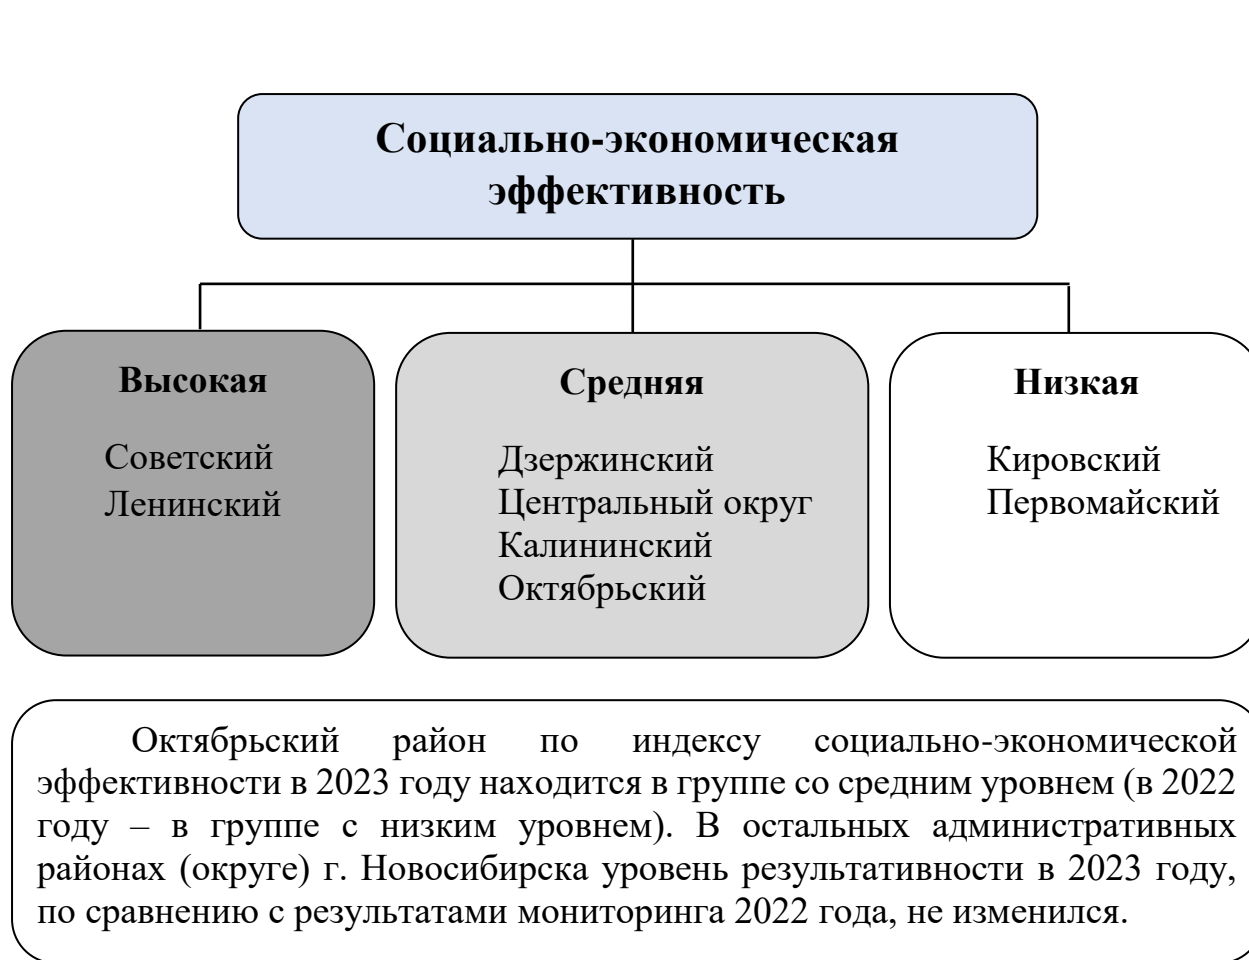 Социально-экономическая
эффективность
Высокая
Советский
Ленинский
Средняя
Дзержинский
Центральный округ
Калининский
Октябрьский
Низкая
Кировский
Первомайский
Октябрьский район по индексу социально-экономической
эффективности в 2023 году находится в группе со средним уровнем (в 2022
году – в группе с низким уровнем). В остальных административных
районах (округе) г. Новосибирска уровень результативности в 2023 году,
по сравнению с результатами мониторинга 2022 года, не изменился.